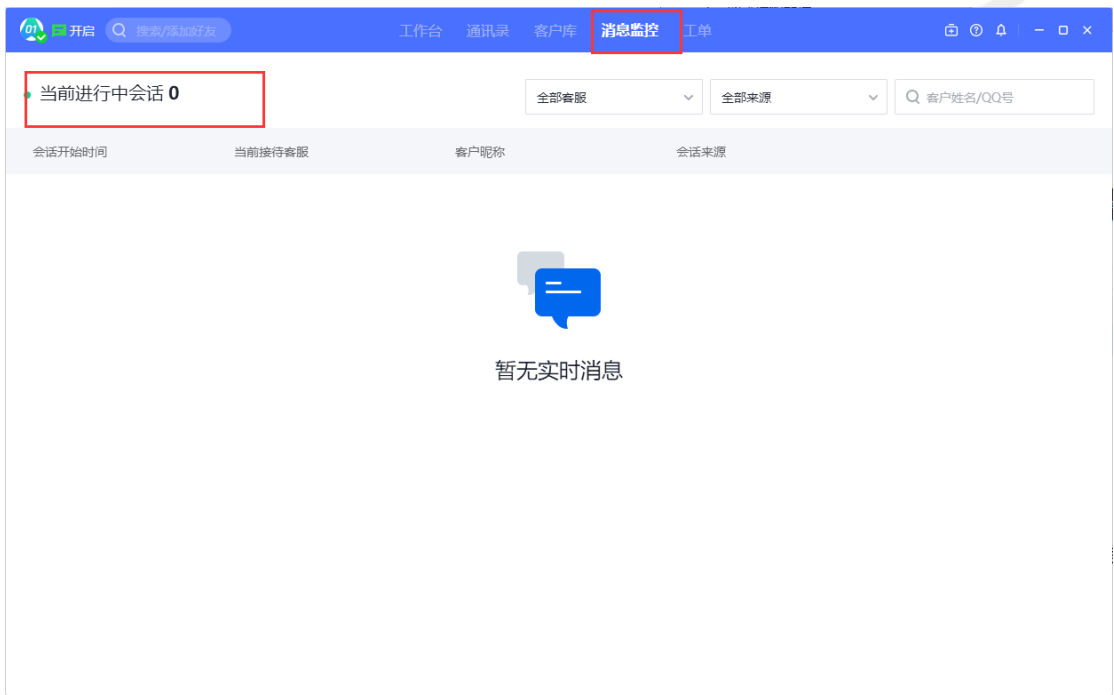 01 开启 搜索/添加好友 工作台 通讯录 客户库 消息监控 工单
当前进行中会话 0 全部客服 全部来源 客户姓名/QQ号
会话开始时间 当前接待客服 客户昵称 会话来源
暂无实时消息